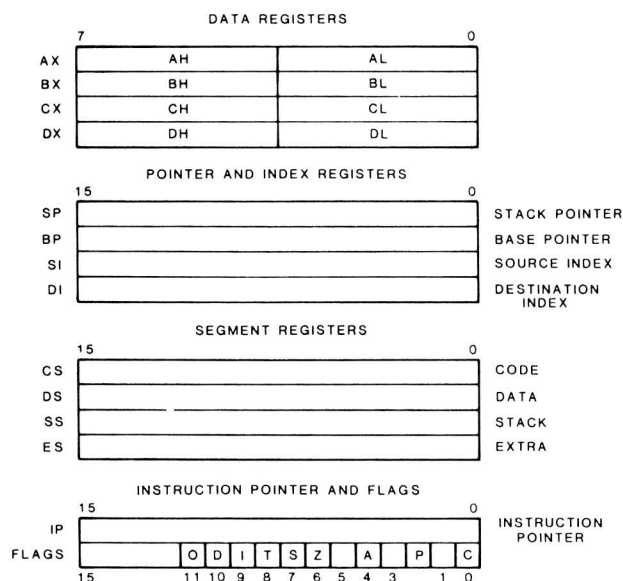 DATA REGISTERS
7 0
AX AH AL
BX BH BL
CX CH CL
DX DH DL
POINTER AND INDEX REGISTERS
15 0
SP STACK POINTER
BP BASE POINTER
SI SOURCE INDEX
DI DESTINATION
INDEX
SEGMENT REGISTERS
15 0
CS CODE
DS DATA
SS STACK
ES EXTRA
INSTRUCTION POINTER AND FLAGS
15 0
IP INSTRUCTION
POINTER
FLAGS O D I T S Z A P C
15 11 10 9 8 7 6 5 4 3 1 0